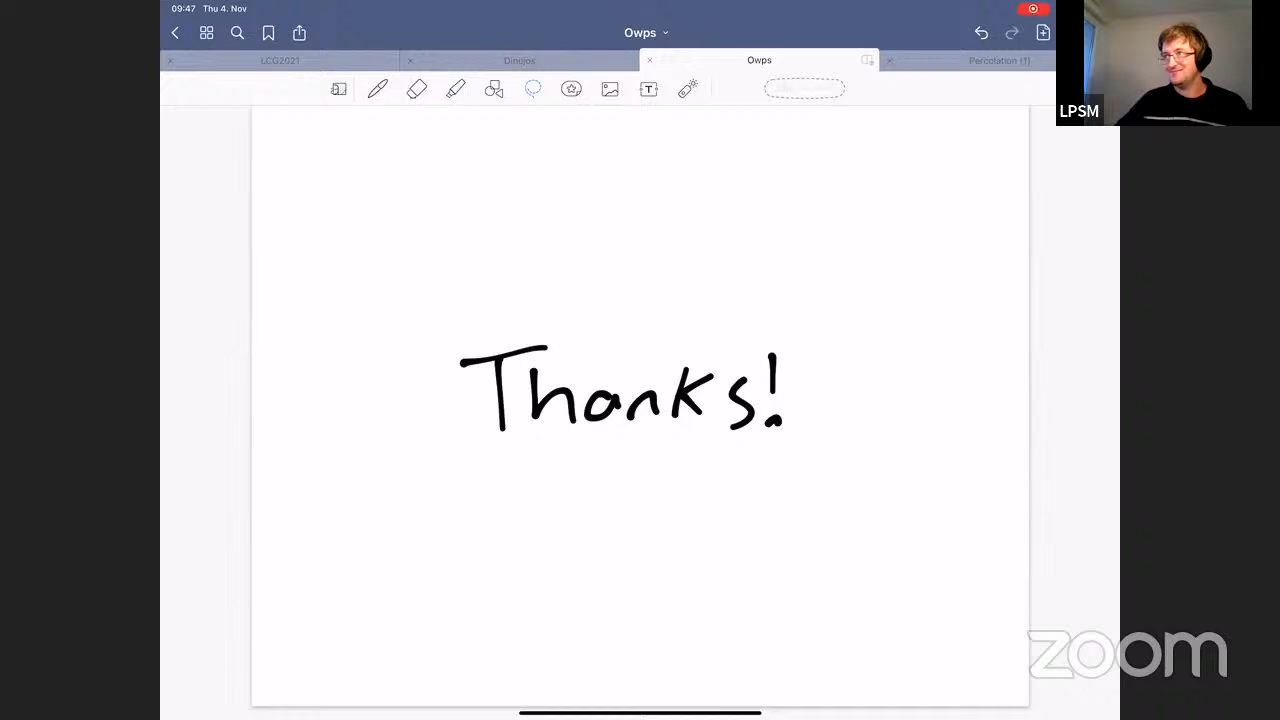 09:47 Thu 4. Nov
Owps
LCG2021
Dinujos
Owps
Percolation (1)
T
LPSM
Thanks!
zoom